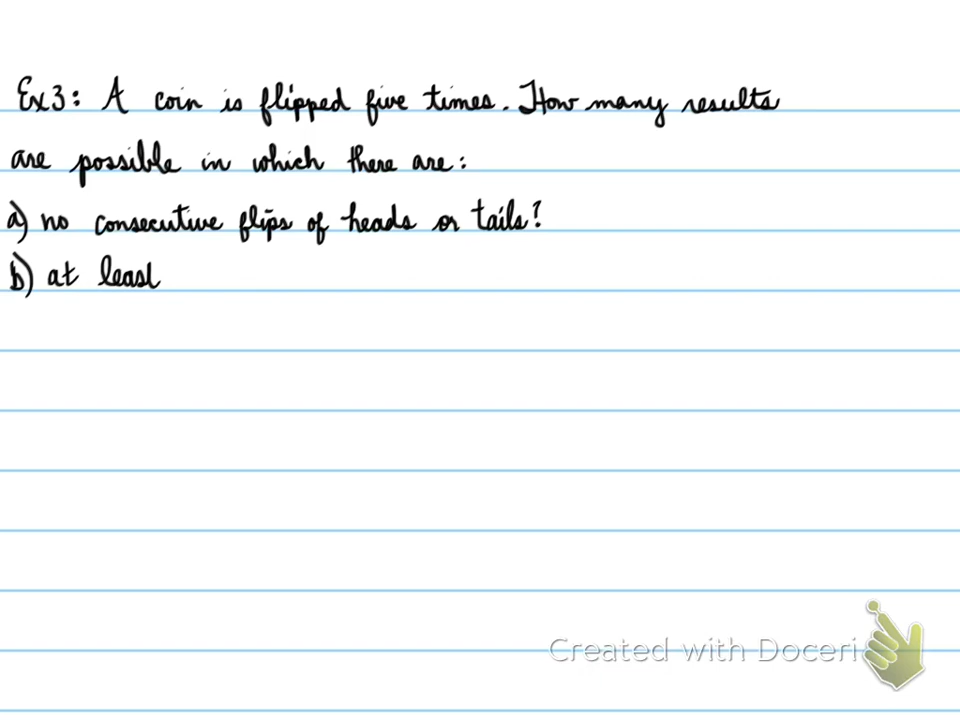 Ex3: A coin is flipped five times. How many results
are possible in which there are:
a) no consecutive flips of heads or tails?
b) at least
Created with Doceri